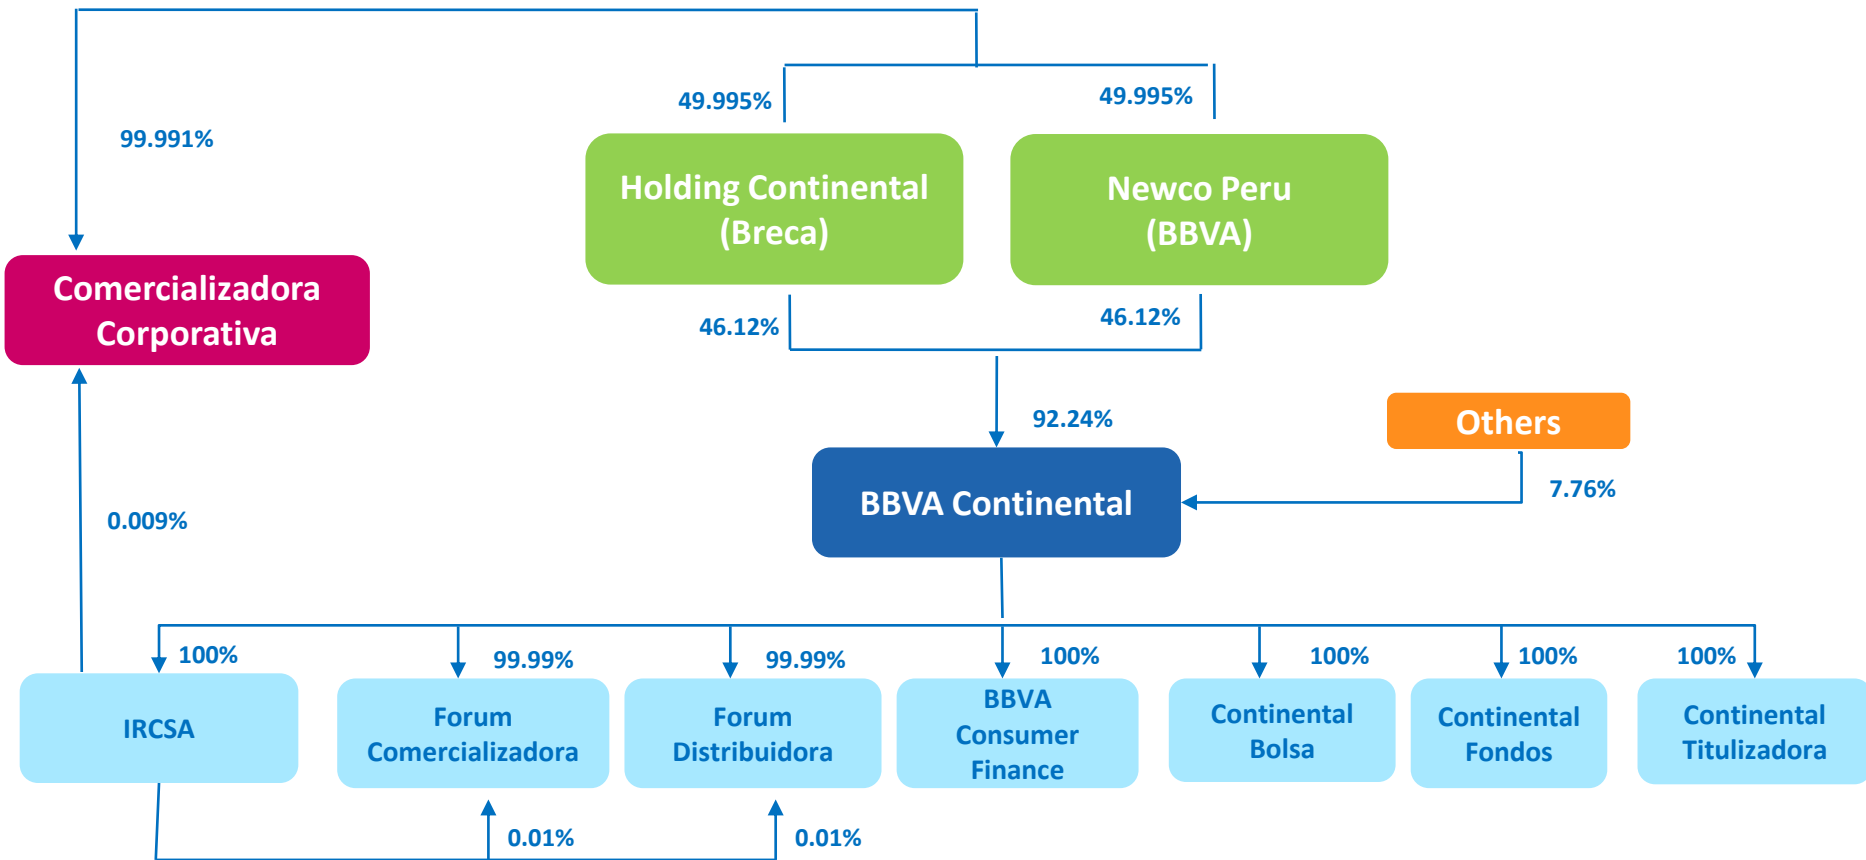 49.995%
49.995%
99.991%
Holding Continental
(Breca)
Newco Peru
(BBVA)
Comercializadora
Corporativa
46.12%
46.12%
92.24%
Others
BBVA Continental
7.76%
0.009%
100%
99.99%
99.99%
100%
100%
100%
100%
IRCSA
Forum
Comercializadora
Forum
Distribuidora
BBVA
Consumer
Finance
Continental
Bolsa
Continental
Fondos
Continental
Titulizadora
0.01%
0.01%